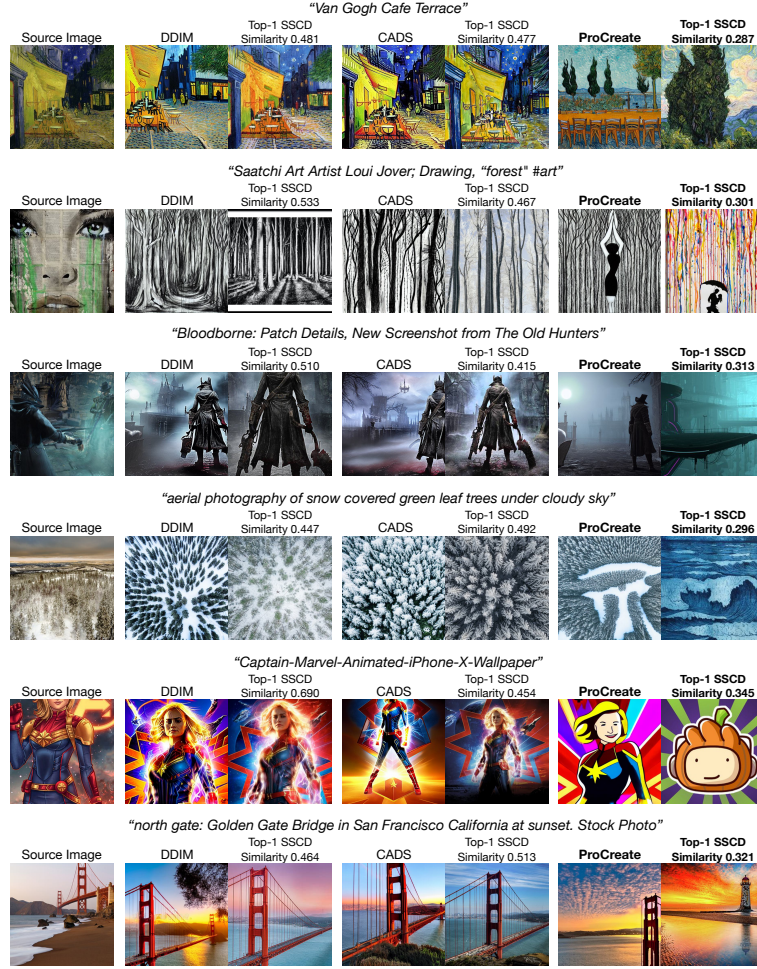 “Van Gogh Cafe Terrace”
Source Image
DDIM
Top-1 SSCD
Similarity 0.481
CADS
Top-1 SSCD
Similarity 0.477
ProCreate
Top-1 SSCD
Similarity 0.287
“Saatchi Art Artist Loui Jover; Drawing, “forest" #art”
Source Image
DDIM
Top-1 SSCD
Similarity 0.533
CADS
Top-1 SSCD
Similarity 0.467
ProCreate
Top-1 SSCD
Similarity 0.301
“Bloodborne: Patch Details, New Screenshot from The Old Hunters”
Source Image
DDIM
Top-1 SSCD
Similarity 0.510
CADS
Top-1 SSCD
Similarity 0.415
ProCreate
Top-1 SSCD
Similarity 0.313
“aerial photography of snow covered green leaf trees under cloudy sky”
Source Image
DDIM
Top-1 SSCD
Similarity 0.447
CADS
Top-1 SSCD
Similarity 0.492
ProCreate
Top-1 SSCD
Similarity 0.296
“Captain-Marvel-Animated-iPhone-X-Wallpaper”
Source Image
DDIM
Top-1 SSCD
Similarity 0.690
CADS
Top-1 SSCD
Similarity 0.454
ProCreate
Top-1 SSCD
Similarity 0.345
“north gate: Golden Gate Bridge in San Francisco California at sunset. Stock Photo”
Source Image
DDIM
Top-1 SSCD
Similarity 0.464
CADS
Top-1 SSCD
Similarity 0.513
ProCreate
Top-1 SSCD
Similarity 0.321